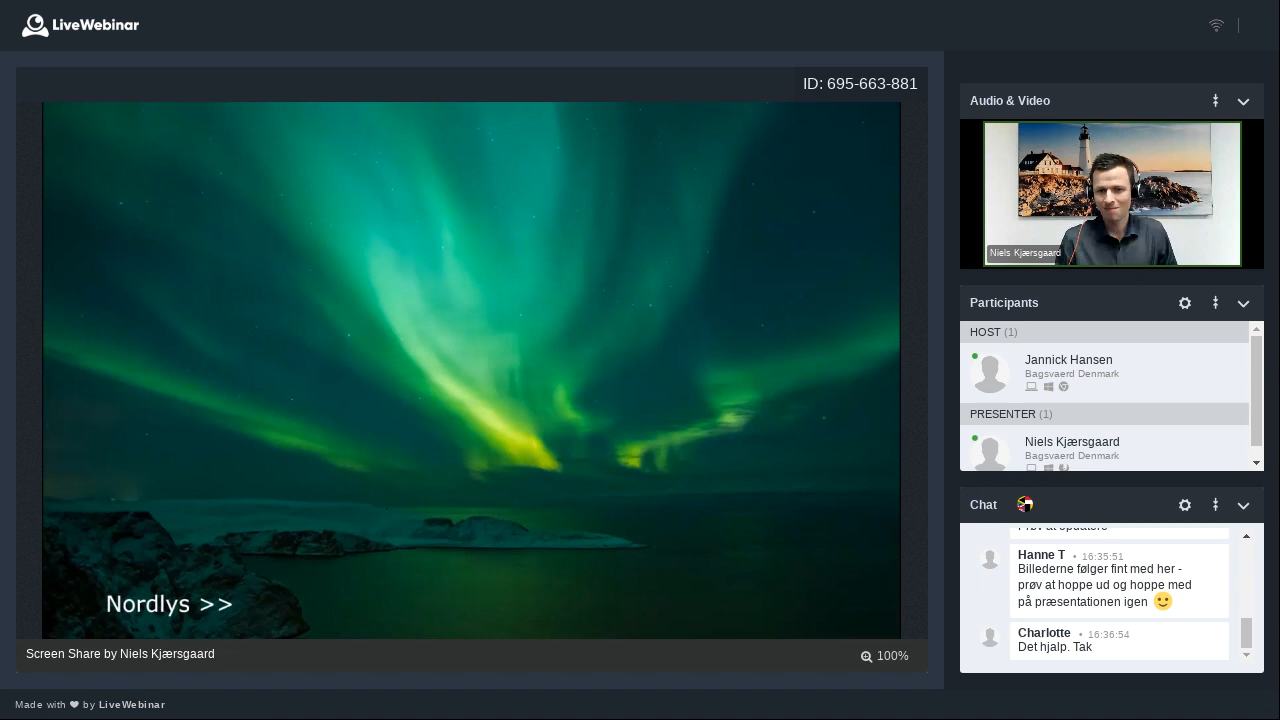 LiveWebinar
ID: 695-663-881
Nordlys >>
Screen Share by Niels Kjærsgaard
100%
Audio & Video
Niels Kjærsgaard
Participants
HOST (1)
Jannick Hansen
Bagsvaerd Denmark
PRESENTER (1)
Niels Kjærsgaard
Bagsvaerd Denmark
Chat
Prøv at opdatere
Hanne T • 16:35:51
Billederne følger fint med her -
prøv at hoppe ud og hoppe med
på præsentationen igen
Charlotte • 16:36:54
Det hjalp. Tak
Made with by LiveWebinar